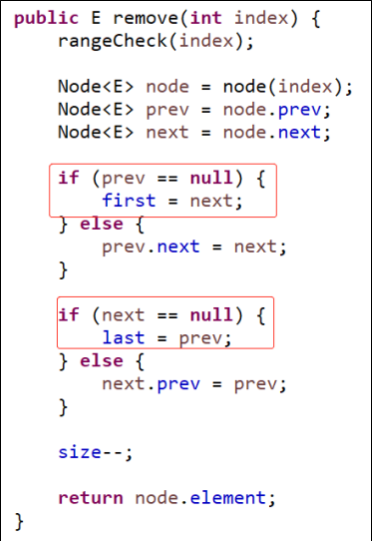 public E remove(int index) {
    rangeCheck(index);

    Node<E> node = node(index);
    Node<E> prev = node.prev;
    Node<E> next = node.next;

    if (prev == null) {
        first = next;
    } else {
        prev.next = next;
    }

    if (next == null) {
        last = prev;
    } else {
        next.prev = prev;
    }

    size--;

    return node.element;
}